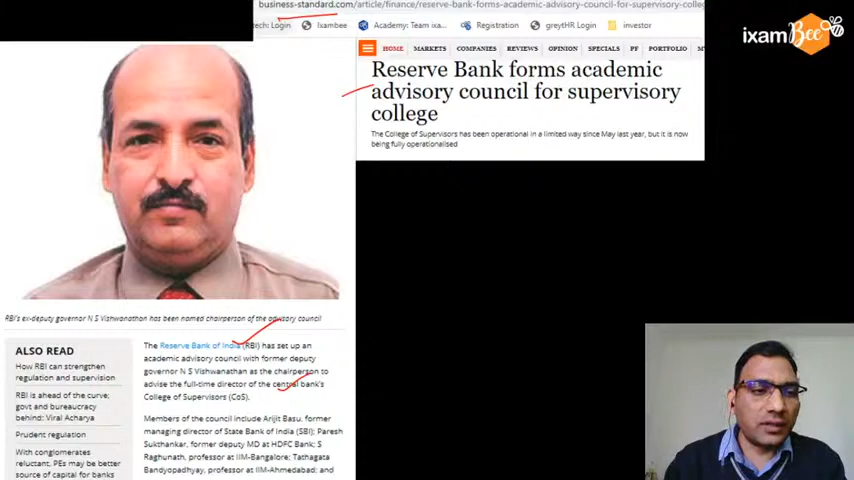 business-standard.com/article/finance/reserve-bank-forms-academic-advisory-council-for-supervisory-colleg
Login
Ixambee
Academy: Team ixa...
Registration
greytHR Login
investor
ixamBee
HOME MARKETS COMPANIES REVIEWS OPINION SPECIALS PF PORTFOLIO
Reserve Bank forms academic
advisory council for supervisory
college
The College of Supervisors has been operational in a limited way since May last year, but it is now
being fully operationalised
RBI's ex-deputy governor N S Vishwanathan has been named chairperson of the advisory council
ALSO READ
How RBI can strengthen
regulation and supervision
RBI is ahead of the curve;
govt and bureaucracy
behind: Viral Acharya
Prudent regulation
With conglomerates
reluctant, PEs may be better
source of capital for banks
The Reserve Bank of India (RBI) has set up an
academic advisory council with former deputy
governor N S Vishwanathan as the chairperson to
advise the full-time director of the central bank's
College of Supervisors (CoS).
Members of the council include Arijit Basu, former
managing director of State Bank of India (SBI); Paresh
Sukthankar, former deputy MD at HDFC Bank; S
Raghunath, professor at IIM-Bangalore; Tathagata
Bandyopadhyay, professor at IIM-Ahmedabad; and